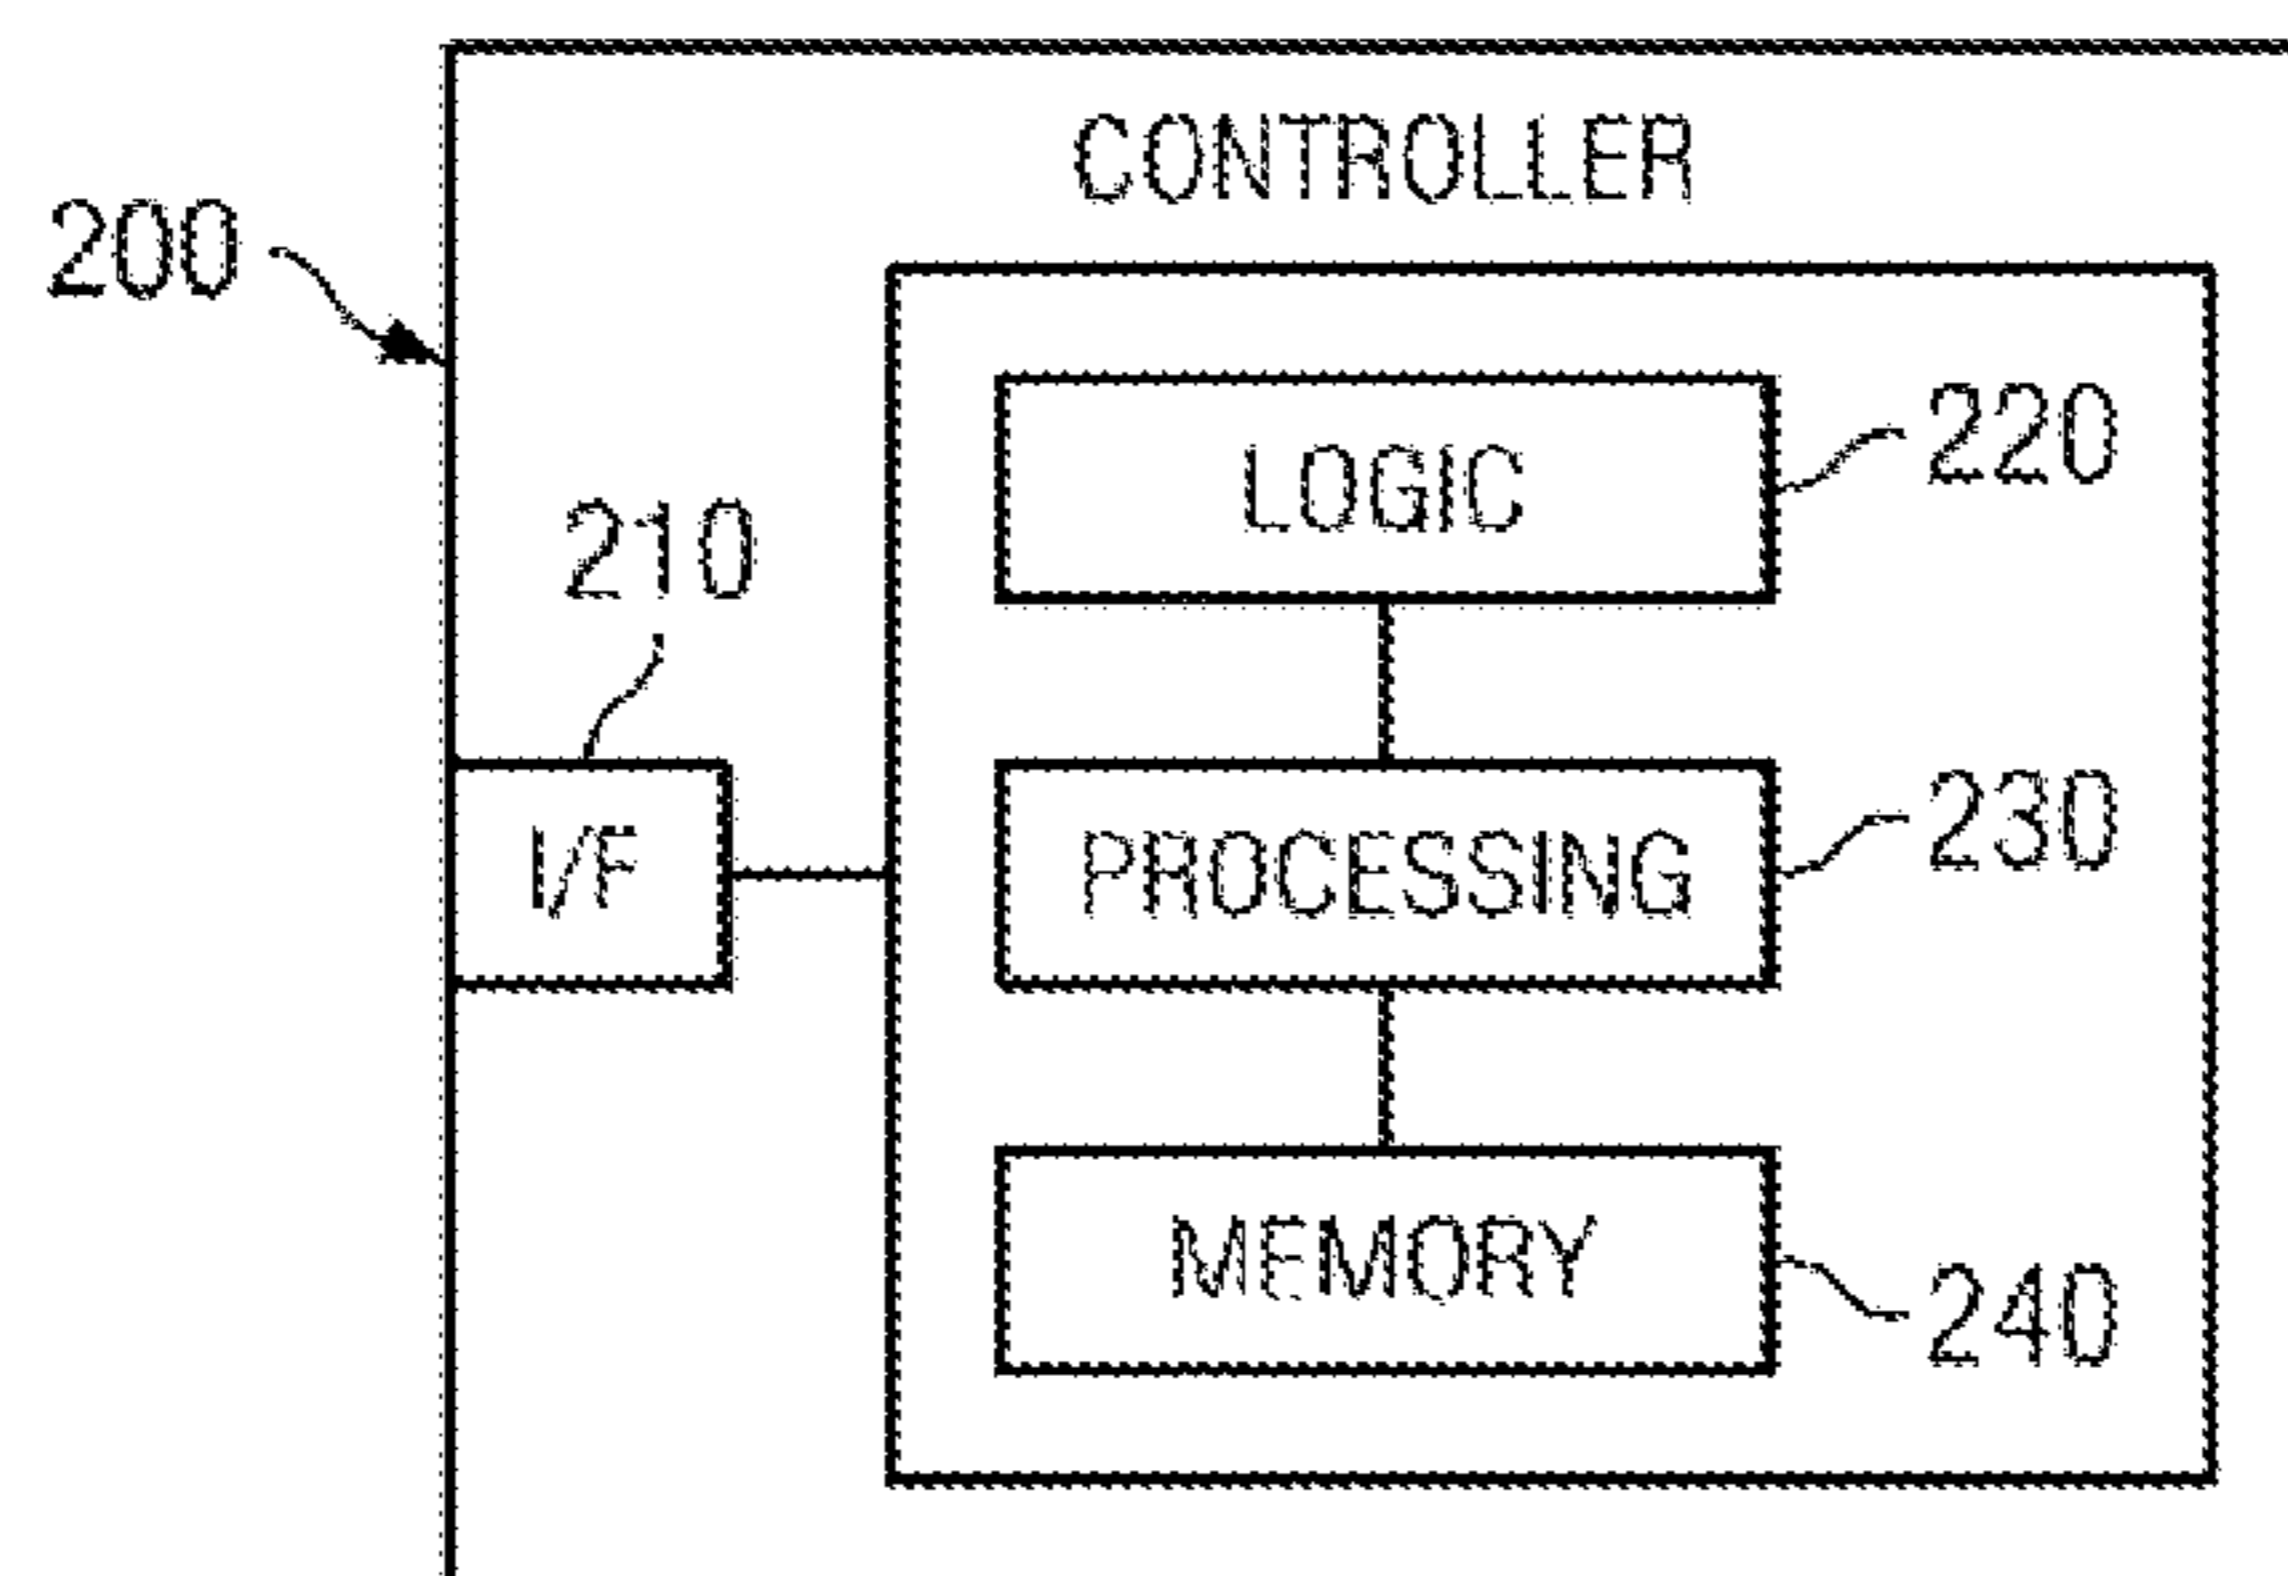 CONTROLLER
200
LOGIC
220
210
I/F
PROCESSING
230
MEMORY
240